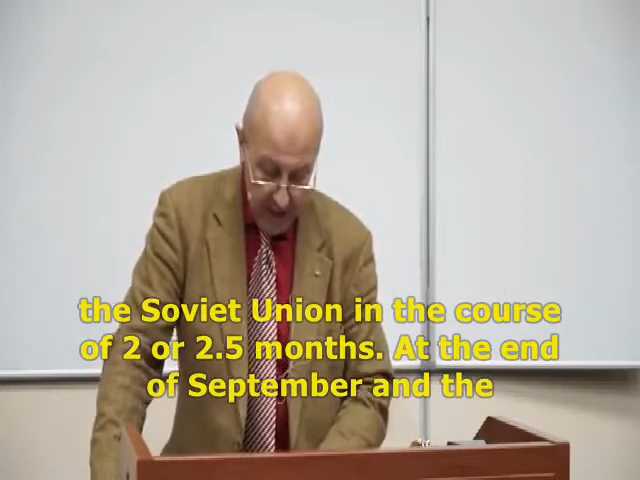 the Soviet Union in the course
of 2 or 2.5 months. At the end
of September and the